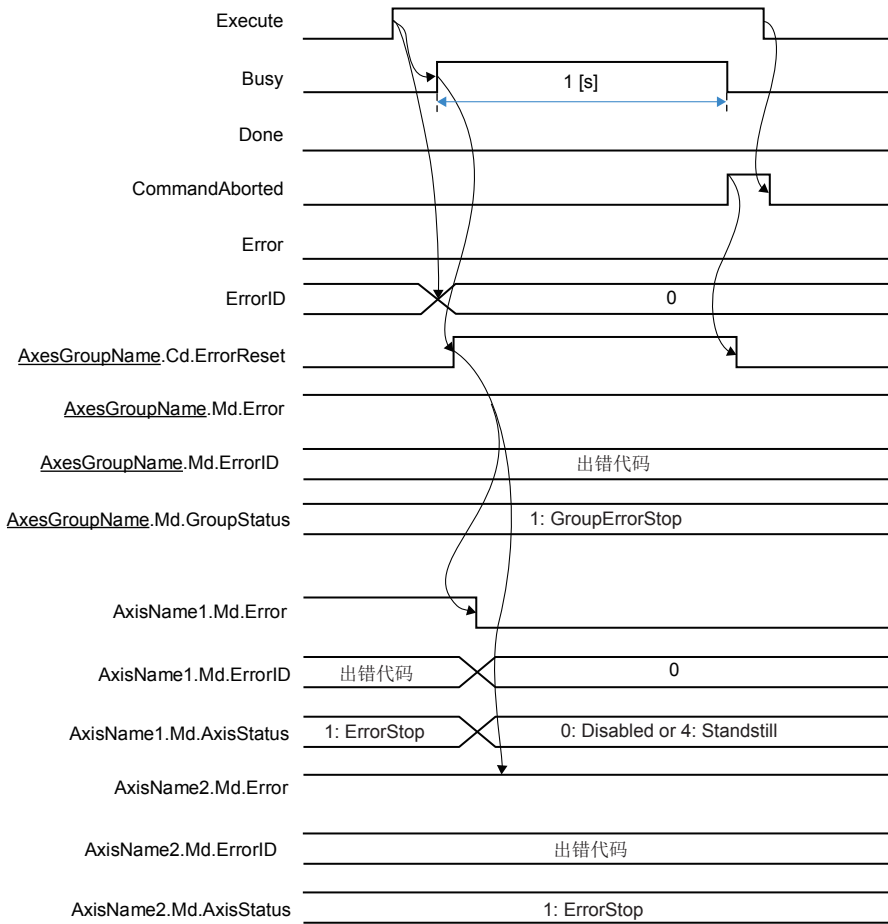 Execute
Busy
1 [s]
Done
CommandAborted
Error
ErrorID
0
AxesGroupName.Cd.ErrorReset
AxesGroupName.Md.Error
AxesGroupName.Md.ErrorID
出错代码
AxesGroupName.Md.GroupStatus
1: GroupErrorStop
AxisName1.Md.Error
AxisName1.Md.ErrorID
出错代码
0
AxisName1.Md.AxisStatus
1: ErrorStop
0: Disabled or 4: Standstill
AxisName2.Md.Error
AxisName2.Md.ErrorID
出错代码
AxisName2.Md.AxisStatus
1: ErrorStop